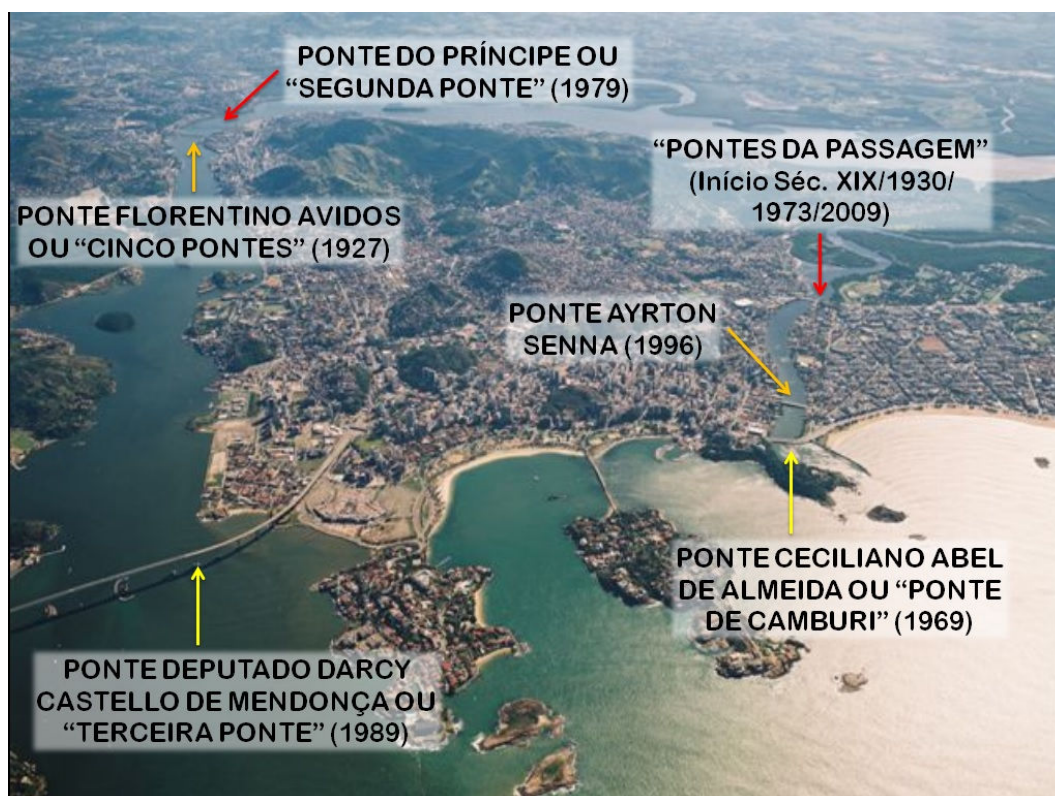 PONTE DO PRÍNCIPE OU
“SEGUNDA PONTE” (1979)
“PONTES DA PASSAGEM”
(Início Séc. XIX/1930/
1973/2009)
PONTE FLORENTINO AVIDOS
OU “CINCO PONTES” (1927)
PONTE AYRTON
SENNA (1996)
PONTE CECILIANO ABEL
DE ALMEIDA OU “PONTE
DE CAMBURI” (1969)
PONTE DEPUTADO DARCY
CASTELLO DE MENDONÇA OU
“TERCEIRA PONTE” (1989)